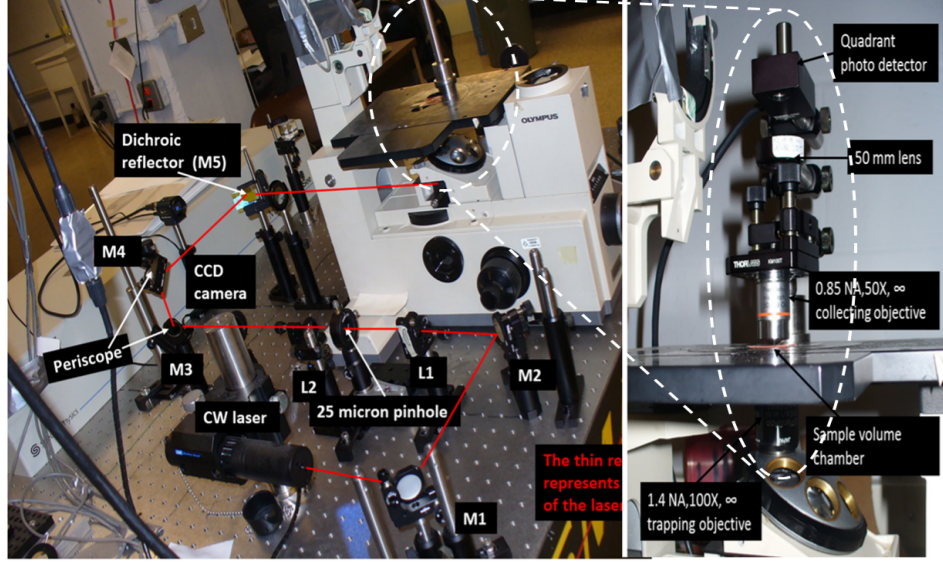 Dichroic
reflector (M5)
OLYMPUS
M4
CCD
camera
Periscope
M3
L2
L1
M2
25 micron pinhole
CW laser
M1
The thin re
represents
of the laser
Quadrant
photo detector
50 mm lens
THORLABS
0.85 NA,50X, ∞
collecting objective
Sample volume
chamber
1.4 NA,100X, ∞
trapping objective